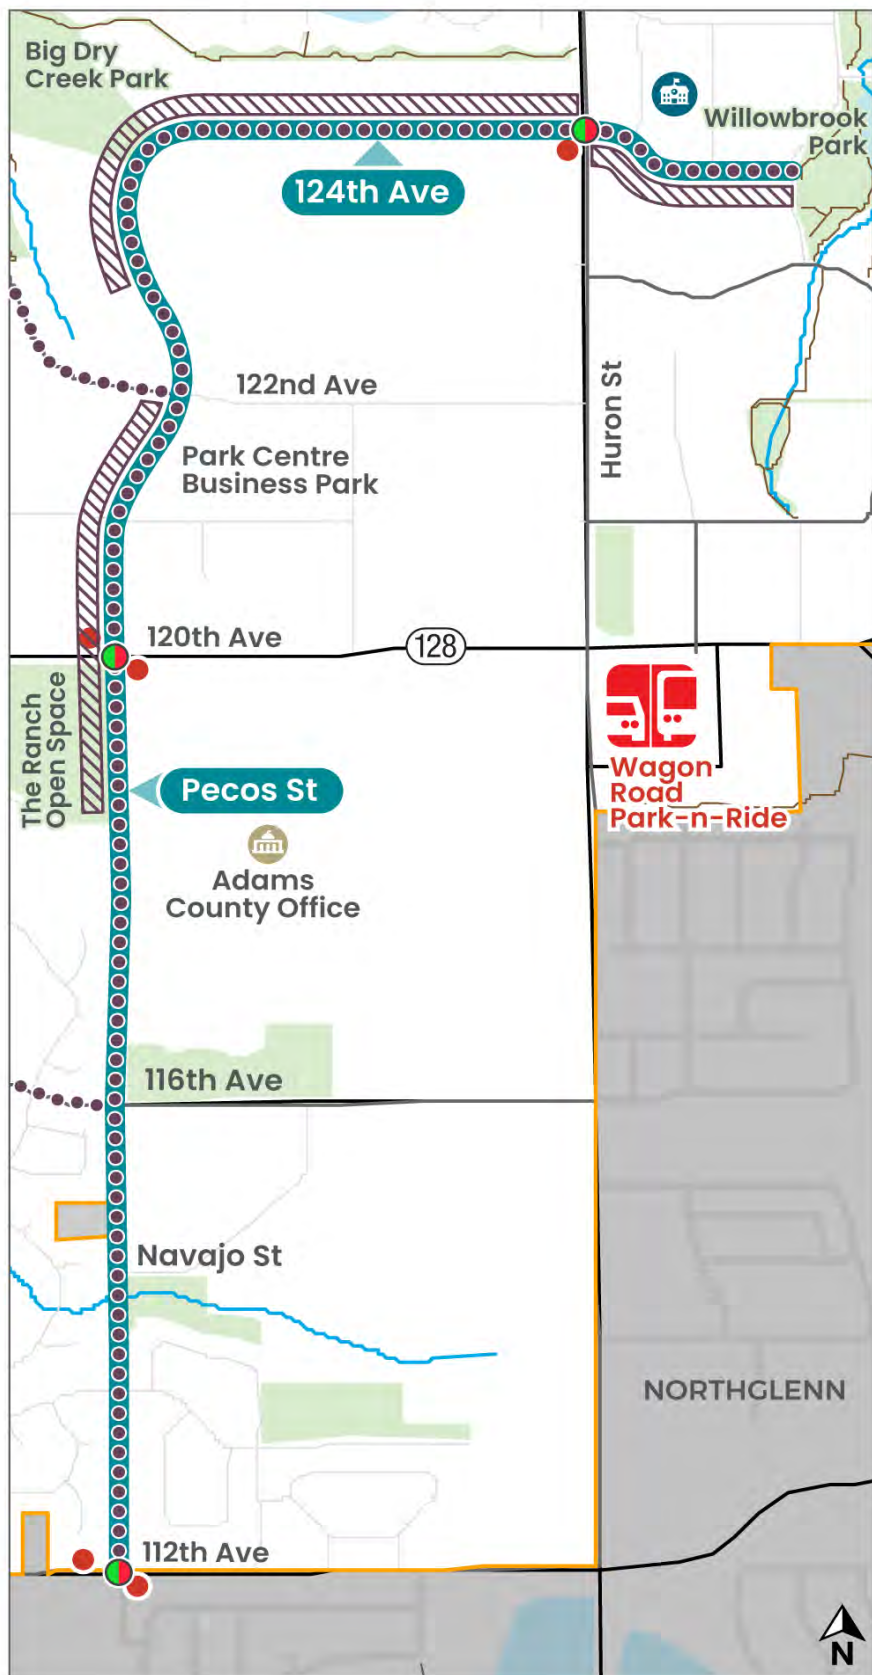 Big Dry
Creek Park
Willowbrook
Park
124th Ave
122nd Ave
Huron St
Park Centre
Business Park
120th Ave
128
The Ranch
Open Space
Wagon
Road
Park-n-Ride
Pecos St
Adams
County Office
116th Ave
Navajo St
NORTHGLENN
112th Ave
N